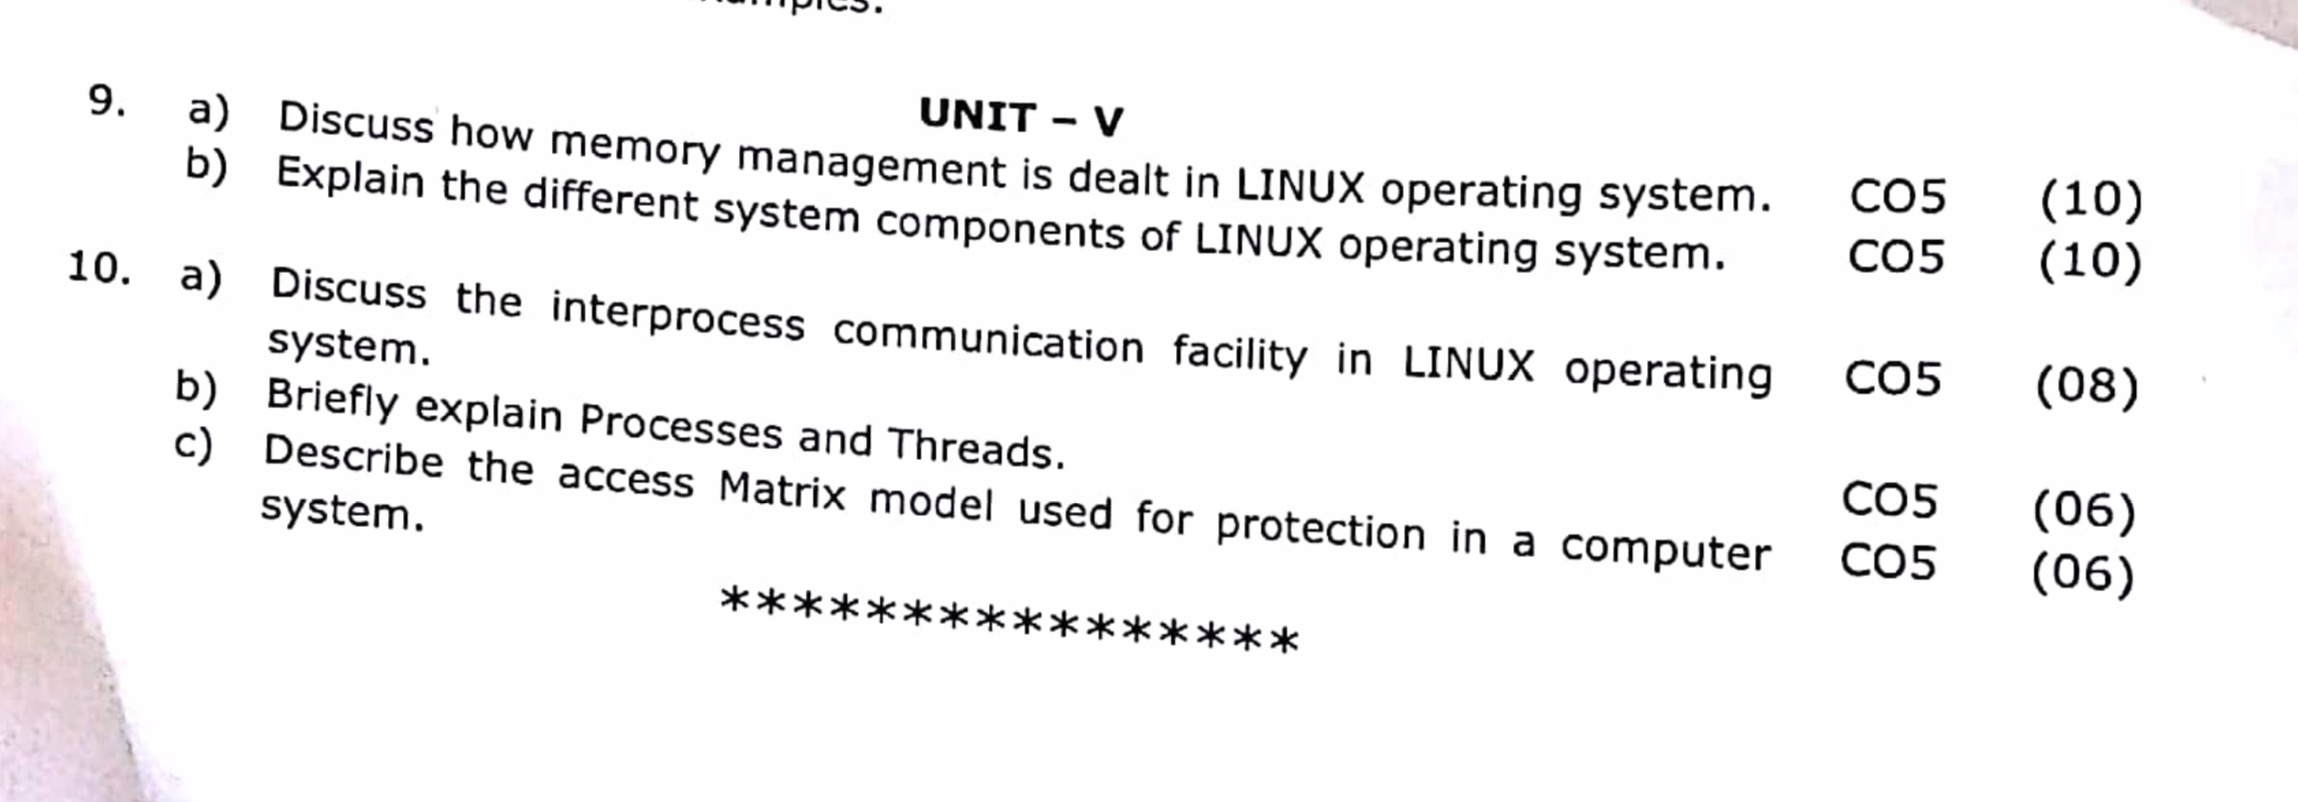 UNIT – V
9. a) Discuss how memory management is dealt in LINUX operating system. CO5 (10)
b) Explain the different system components of LINUX operating system. CO5 (10)
10. a) Discuss the interprocess communication facility in LINUX operating CO5 (08)
system.
b) Briefly explain Processes and Threads. CO5 (06)
c) Describe the access Matrix model used for protection in a computer CO5 (06)
system.
****************